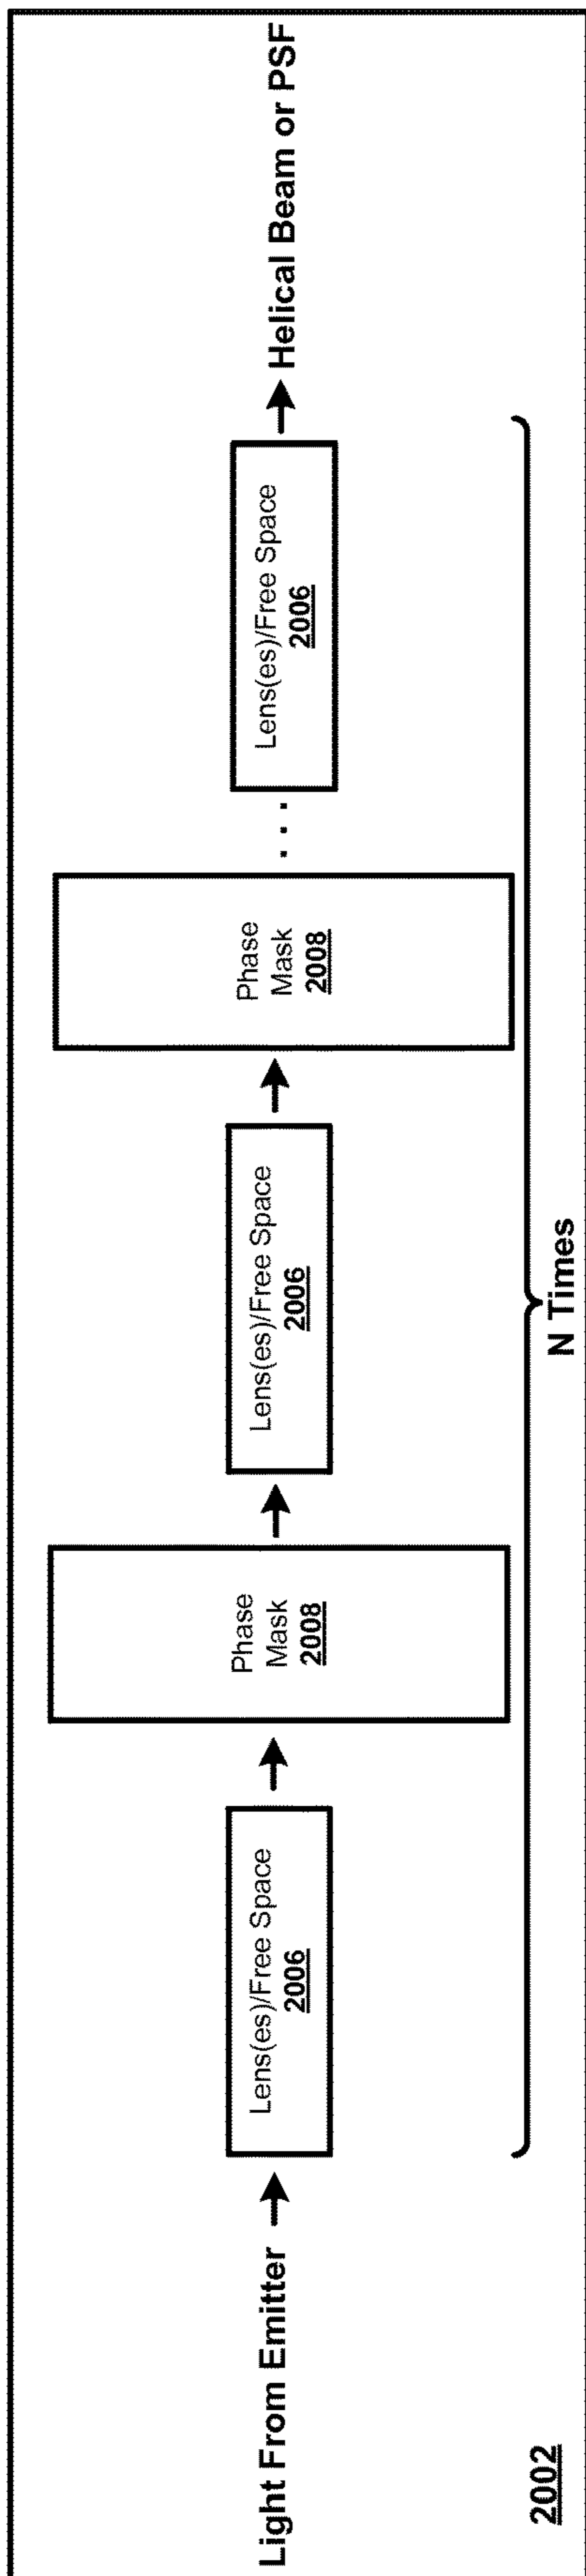 Light From Emitter
Lens(es)/Free Space
2006
Phase
Mask
2008
Lens(es)/Free Space
2006
Phase
Mask
2008
. . .
Lens(es)/Free Space
2006
Helical Beam or PSF
N Times
2002